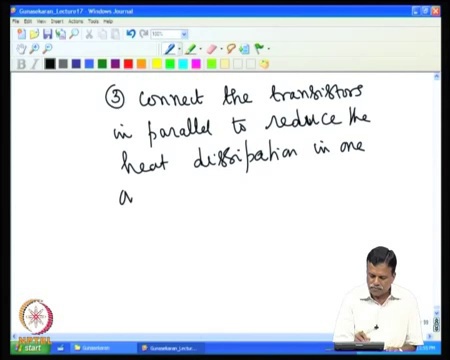 Gunasekaran_Lecture17 - Windows Journal
File Edit View Insert Actions Tools Help
100%
B I
③ Connect the transistors
in parallel to reduce the
heat dissipation in one
a
NPTEL
start Gunasekaran Gunasekaran_Lectur...